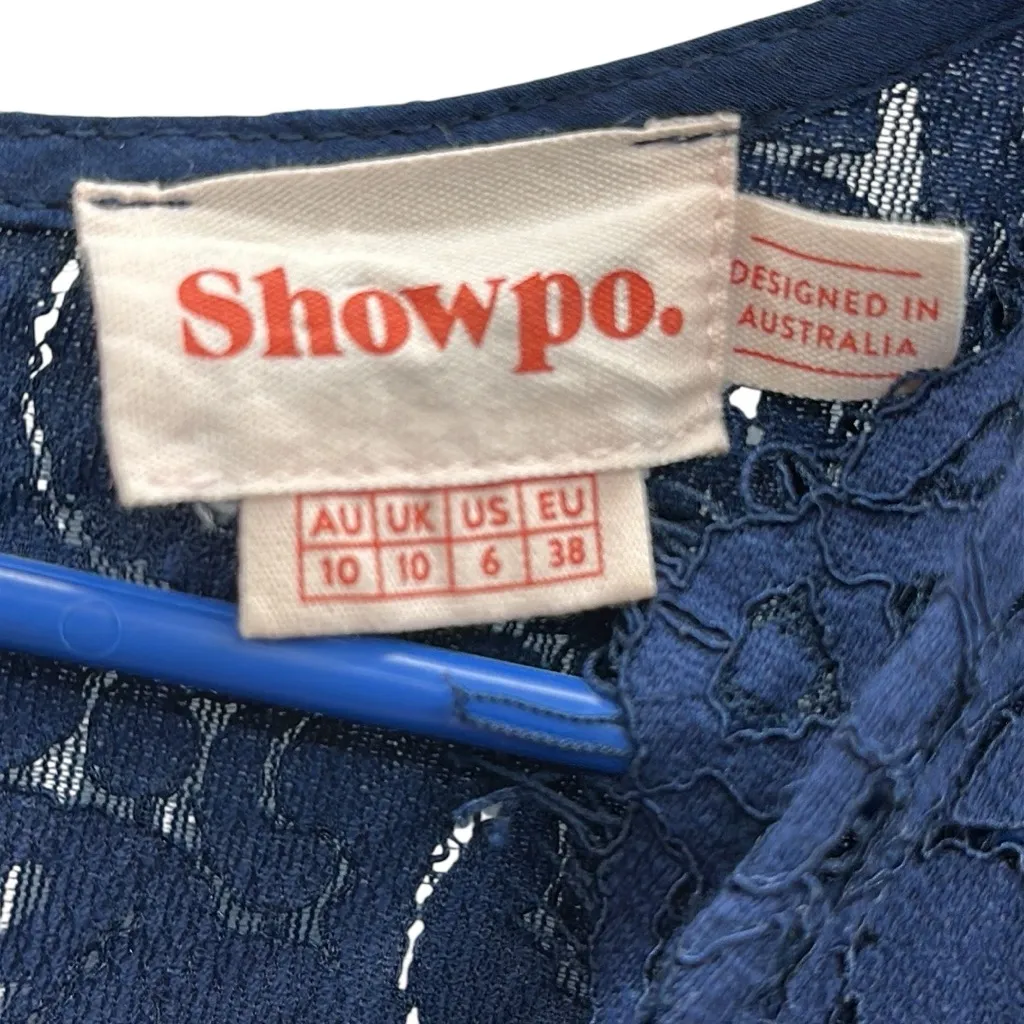 Showpo.
DESIGNED IN
AUSTRALIA
AU UK US EU
10 10 6 38